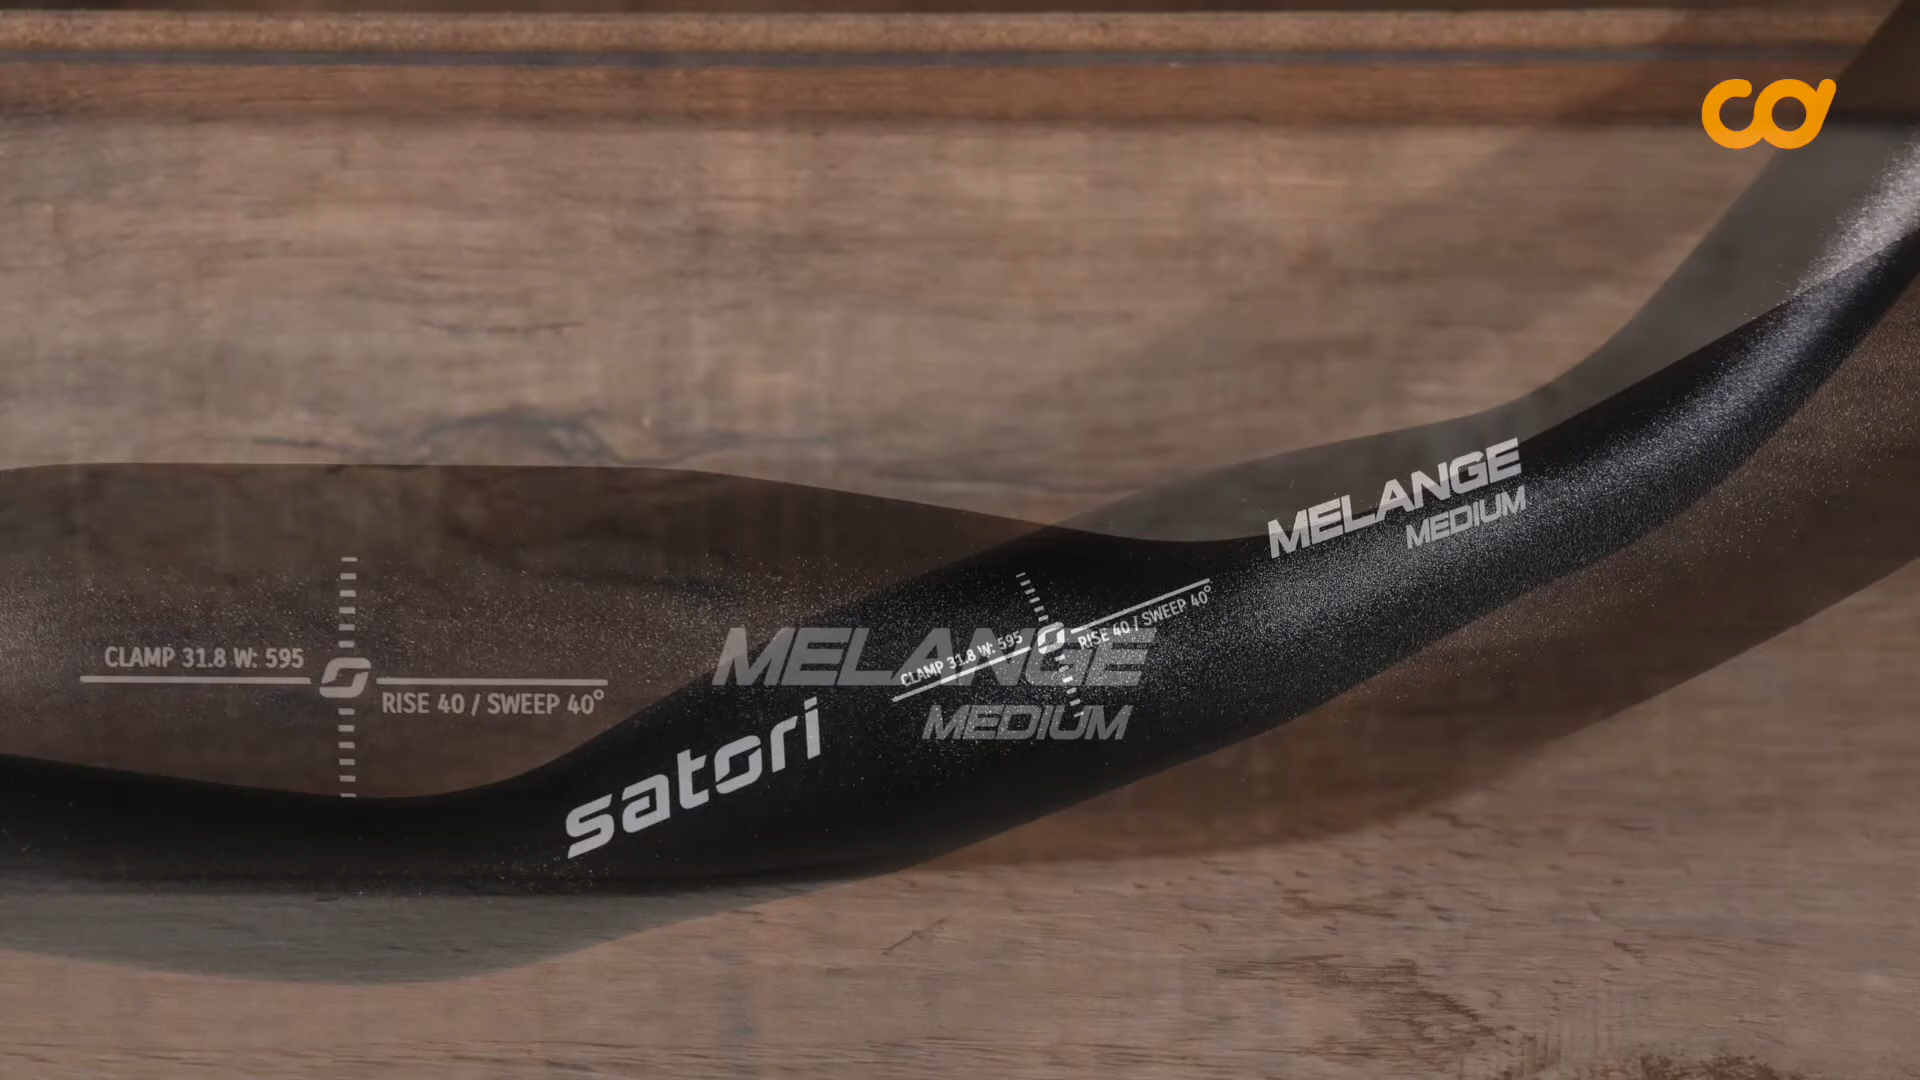 CO
MELANGE
MEDIUM
CLAMP 31.8 W: 595
RISE 40 / SWEEP 40°
satori
CLAMP 31.8 W: 595
RISE 40 / SWEEP 40°
MELANGE
MEDIUM